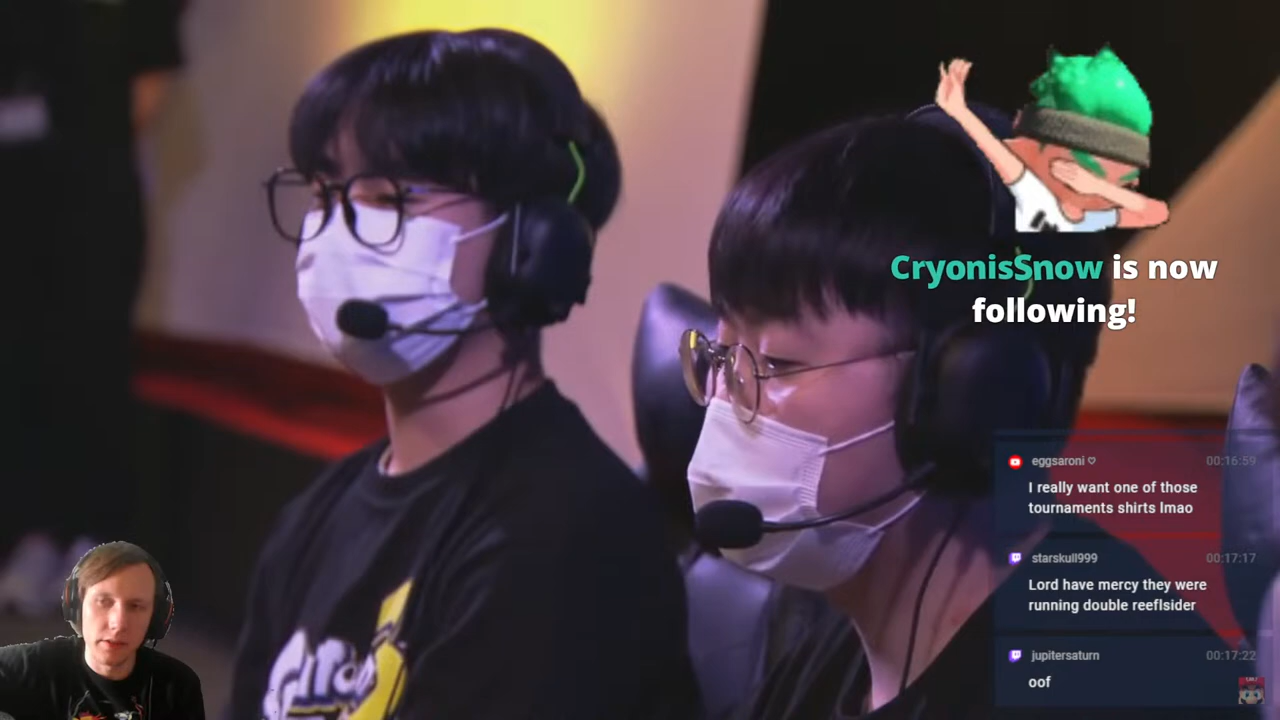 CryonisSnow is now
following!
eggsaroni ♡ 00:16:59
I really want one of those
tournaments shirts lmao
starskull999 00:17:17
Lord have mercy they were
running double reeflsider
jupitersaturn 00:17:22
oof